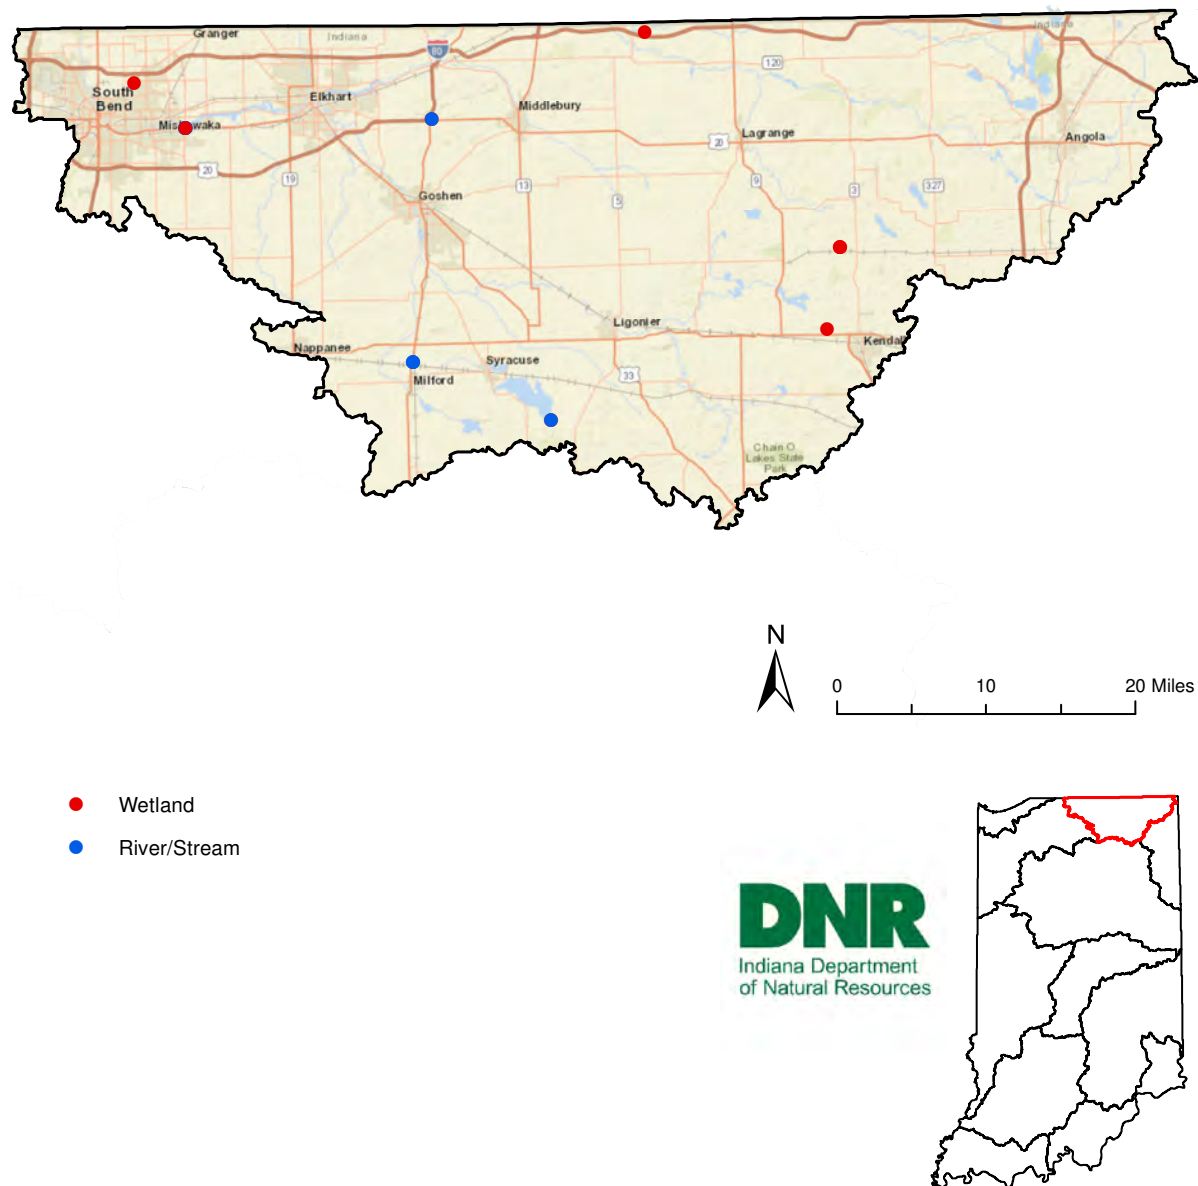 Granger
Indiana
Indiana
80
120
South
Bend
Elkhart
Middlebury
Mishawaka
20
Lagrange
Angola
20
19
13
5
9
3
327
Goshen
Ligonier
Nappanee
Syracuse
Kendall
Milford
33
Chain O
Lakes State
Park
N
0 10 20 Miles
Wetland
River/Stream
DNR
Indiana Department
of Natural Resources